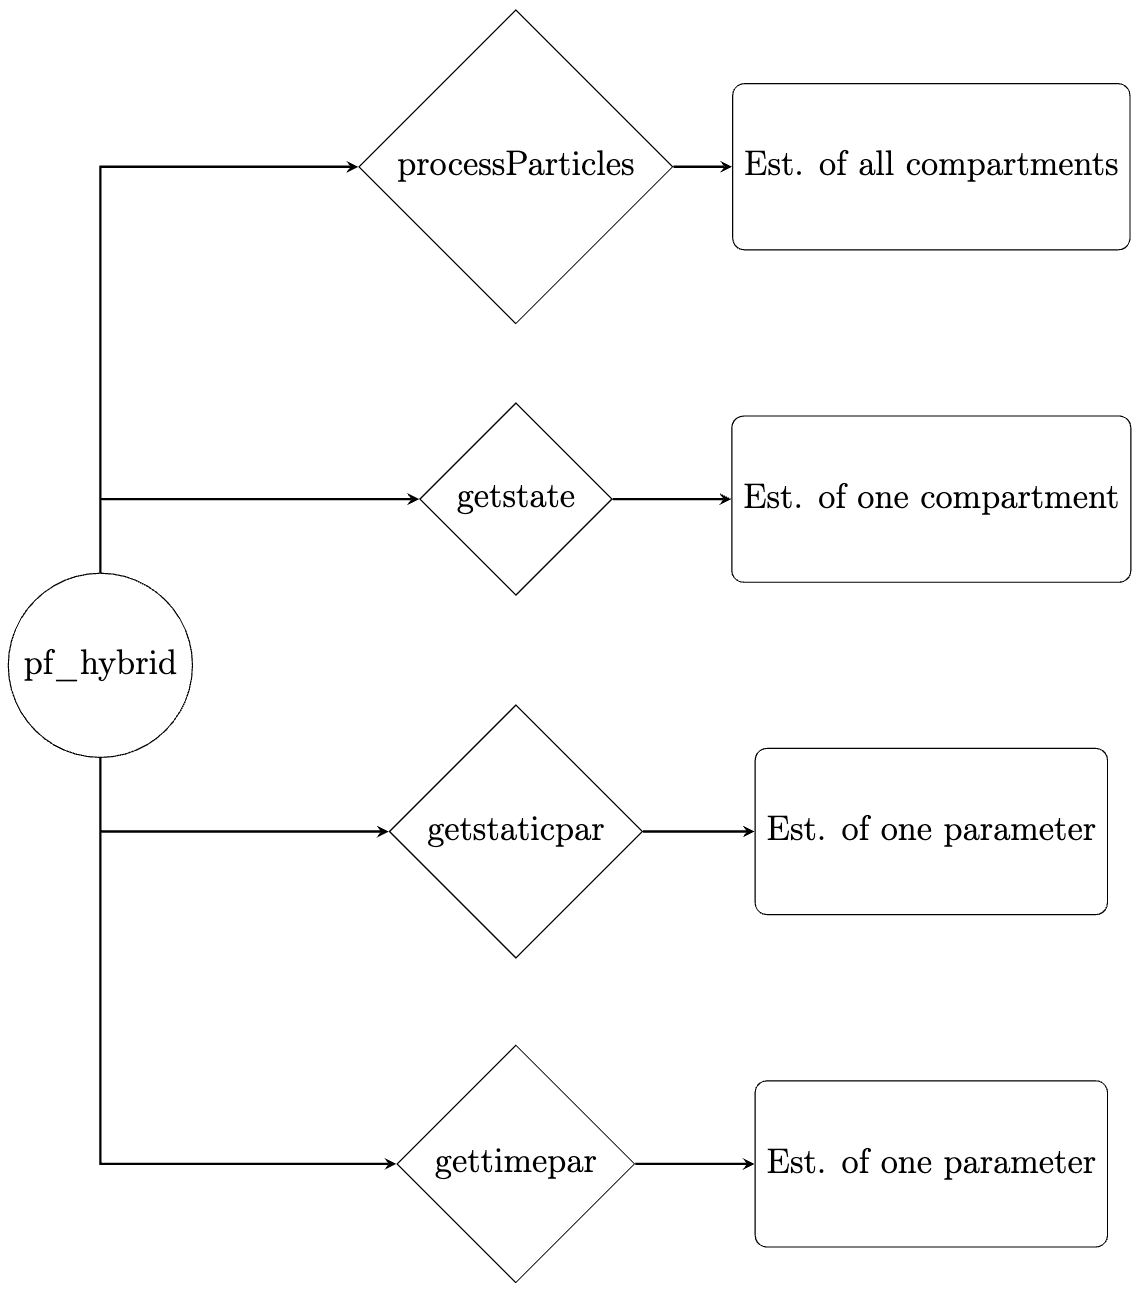 processParticles
Est. of all compartments
getstate
Est. of one compartment
pf_hybrid
getstaticpar
Est. of one parameter
gettimepar
Est. of one parameter